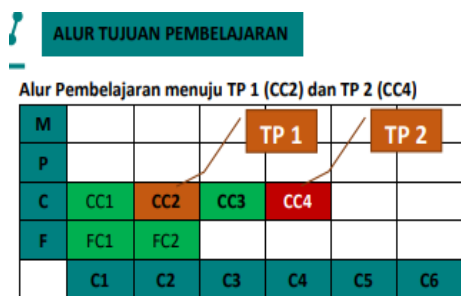 ALUR TUJUAN PEMBELAJARAN
Alur Pembelajaran menuju TP 1 (CC2) dan TP 2 (CC4)
M
TP 1 TP 2
P
C CC1 CC2 CC3 CC4
F FC1 FC2
C1 C2 C3 C4 C5 C6